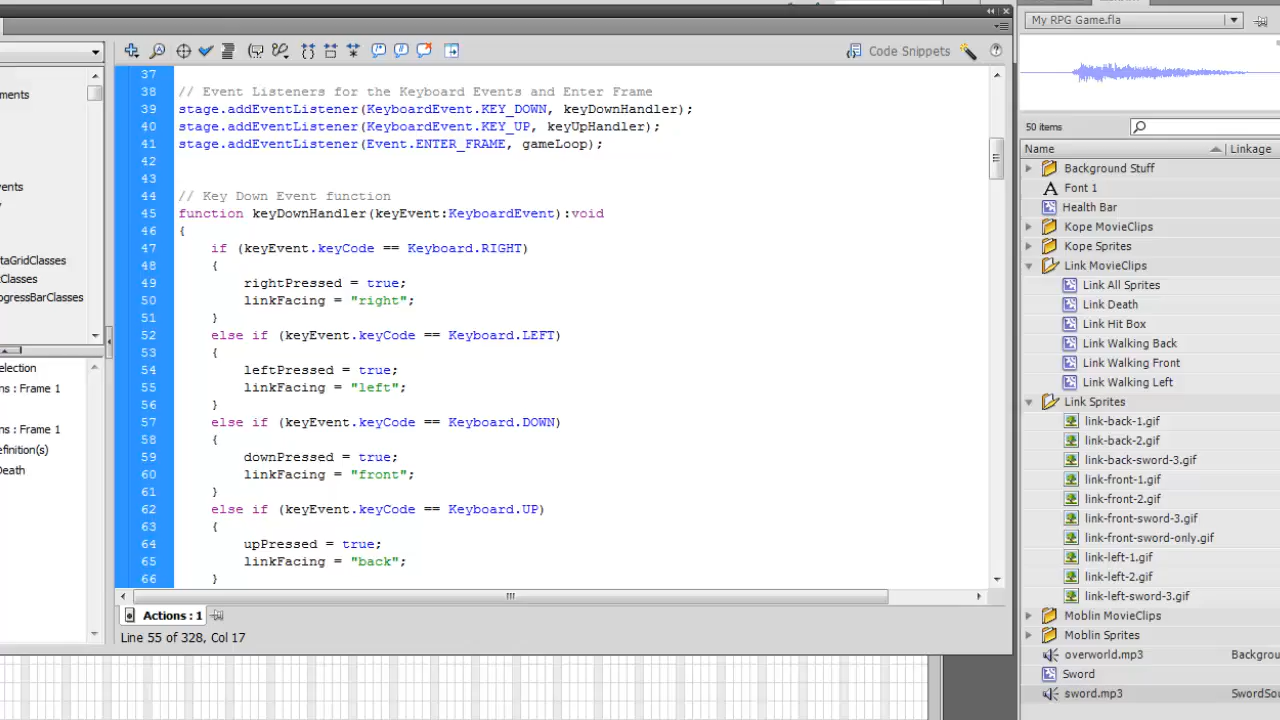 My RPG Game.fla
Code Snippets
50 items
Name
Linkage
Background Stuff
Font 1
Health Bar
Kope MovieClips
Kope Sprites
Link MovieClips
Link All Sprites
Link Death
Link Hit Box
Link Walking Back
Link Walking Front
Link Walking Left
Link Sprites
link-back-1.gif
link-back-2.gif
link-back-sword-3.gif
link-front-1.gif
link-front-2.gif
link-front-sword-3.gif
link-front-sword-only.gif
link-left-1.gif
link-left-2.gif
link-left-sword-3.gif
Moblin MovieClips
Moblin Sprites
overworld.mp3 Backgrou
Sword
sword.mp3 SwordSou
ments
vents
r
taGridClasses
Classes
ogressBarClasses
election
ns : Frame 1
ns : Frame 1
efinition(s)
Death
37
38 // Event Listeners for the Keyboard Events and Enter Frame
39 stage.addEventListener(KeyboardEvent.KEY_DOWN, keyDownHandler);
40 stage.addEventListener(KeyboardEvent.KEY_UP, keyUpHandler);
41 stage.addEventListener(Event.ENTER_FRAME, gameLoop);
42
43
44 // Key Down Event function
45 function keyDownHandler(keyEvent:KeyboardEvent):void
46 {
47 if (keyEvent.keyCode == Keyboard.RIGHT)
48 {
49 rightPressed = true;
50 linkFacing = "right";
51 }
52 else if (keyEvent.keyCode == Keyboard.LEFT)
53 {
54 leftPressed = true;
55 linkFacing = "left";
56 }
57 else if (keyEvent.keyCode == Keyboard.DOWN)
58 {
59 downPressed = true;
60 linkFacing = "front";
61 }
62 else if (keyEvent.keyCode == Keyboard.UP)
63 {
64 upPressed = true;
65 linkFacing = "back";
66 }
Actions : 1
Line 55 of 328, Col 17